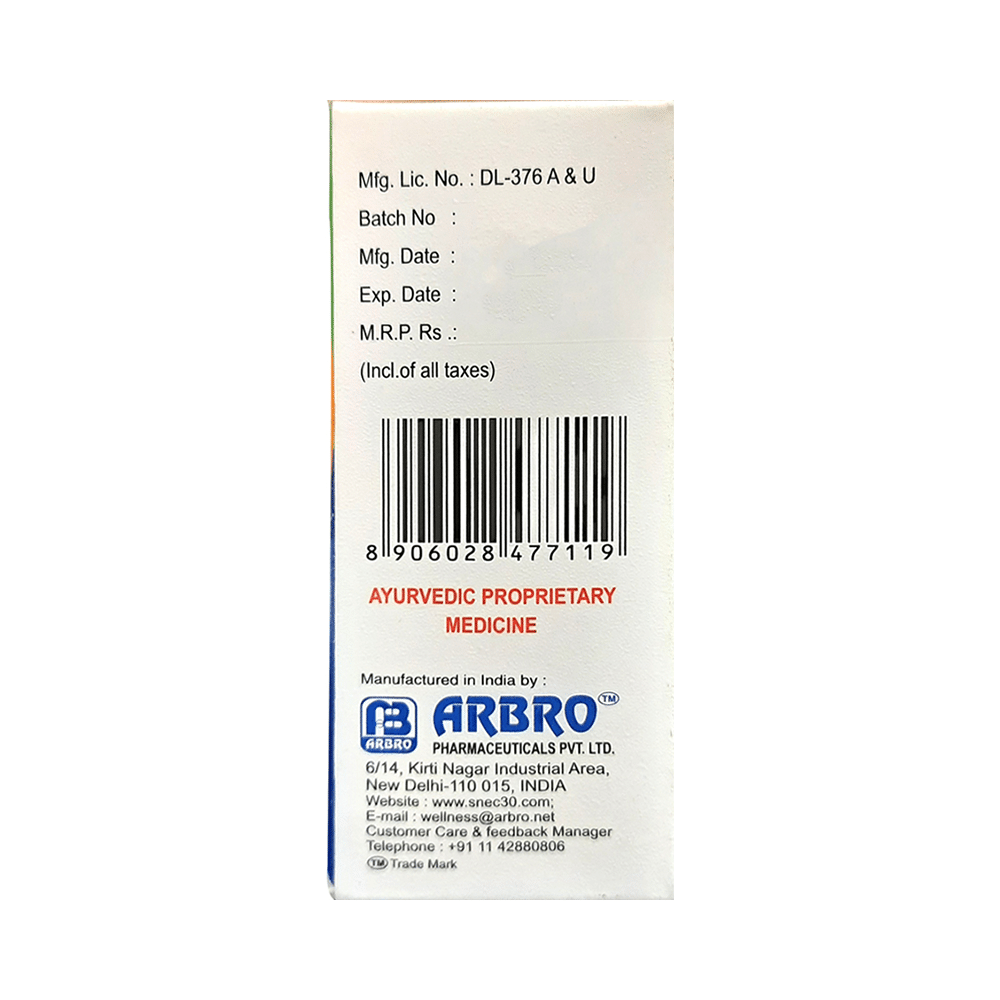 Mfg. Lic. No. : DL-376 A & U
Batch No :
Mfg. Date :
Exp. Date :
M.R.P. Rs .:
(Incl.of all taxes)
8 906028 477119
AYURVEDIC PROPRIETARY
MEDICINE
Manufactured in India by :
AB ARBRO
ARBRO™
PHARMACEUTICALS PVT. LTD.
6/14, Kirti Nagar Industrial Area,
New Delhi-110 015, INDIA
Website : www.snec30.com;
E-mail : wellness@arbro.net
Customer Care & feedback Manager
Telephone : +91 11 42880806
TM Trade Mark